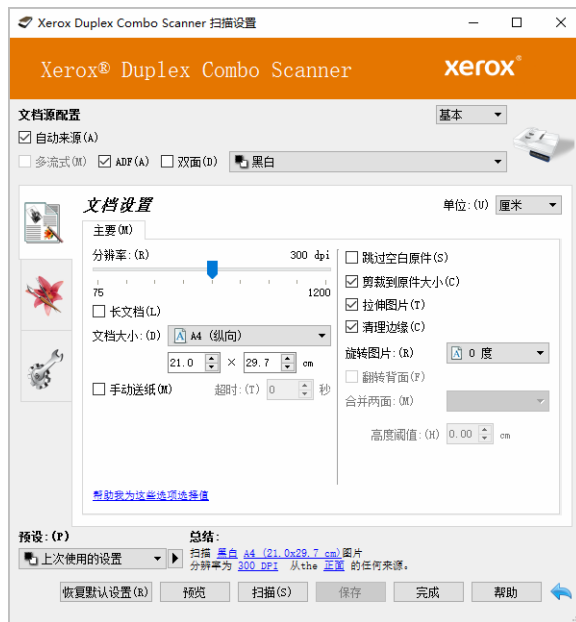 Xerox Duplex Combo Scanner 扫描设置
Xerox® Duplex Combo Scanner
xerox®
文档源配置
基本
自动来源(A)
多流式(M) ADF(A) 双面(D) 黑白
文档设置
单位:(U) 厘米
主要(M)
分辨率:(R) 300 dpi
75 1200
长文档(L)
文档大小:(D) A4 (纵向)
21.0 × 29.7 cm
手动送纸(M) 超时:(T) 0 秒
跳过空白原件(S)
剪裁到原件大小(C)
拉伸图片(T)
清理边缘(C)
旋转图片:(R) 0 度
翻转背面(F)
合并两面:(M)
高度阈值:(H) 0.00 cm
帮助我为这些选项选择值
预设:(P)
上次使用的设置
总结:
扫描 黑白 A4 (21.0x29.7 cm)图片
分辨率为 300 DPI 从the 正面 的任何来源。
恢复默认设置(R) 预览 扫描(S) 保存 完成 帮助